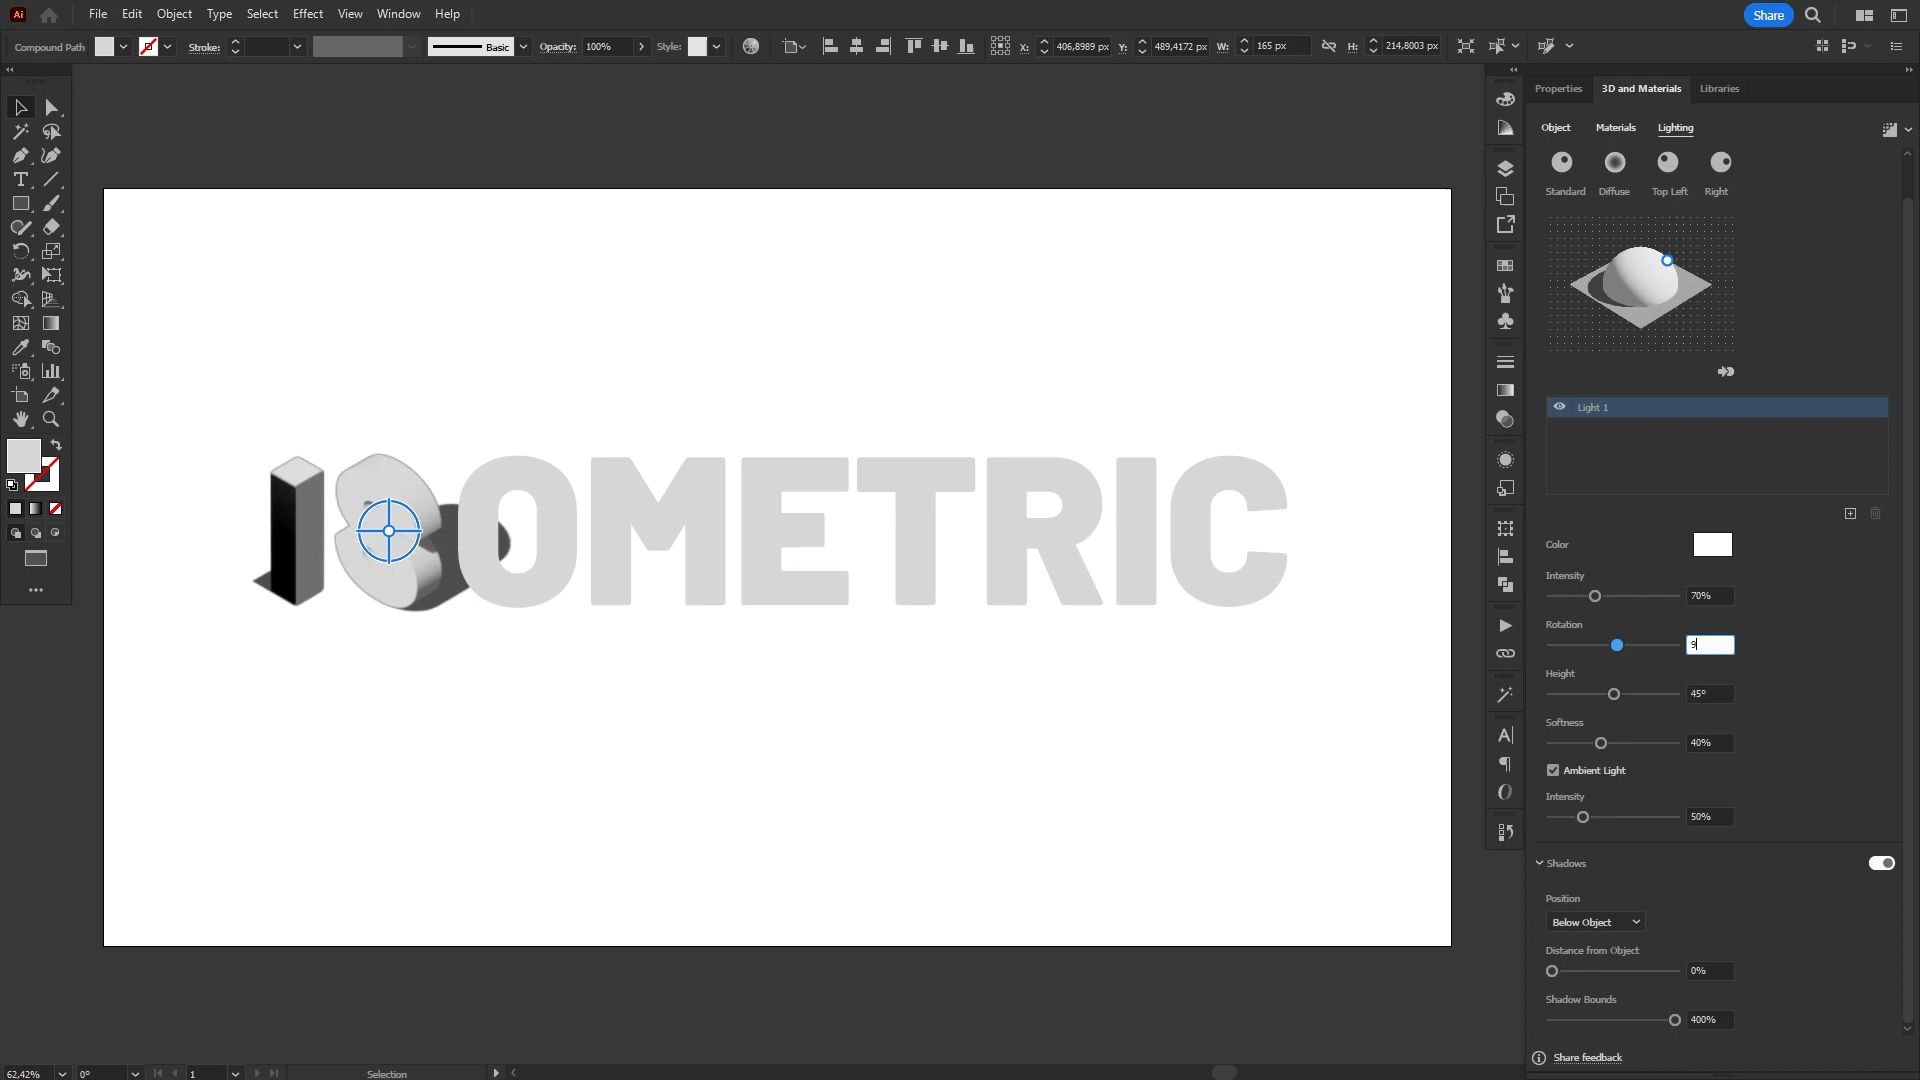 Ai File Edit Object Type Select Effect View Window Help Share
Compound Path Stroke: Basic Opacity: 100% Style: X: 406,8989 px Y: 489,4172 px W: 165 px H: 214,8003 px
Properties 3D and Materials Libraries
Object Materials Lighting
Standard Diffuse Top Left Right
Light 1
ISOMETRIC
Color
Intensity
70%
Rotation
9
Height
45°
Softness
40%
Ambient Light
Intensity
50%
Shadows
Position
Below Object
Distance from Object
0%
Shadow Bounds
400%
Share feedback
62,42% 0° 1 Selection